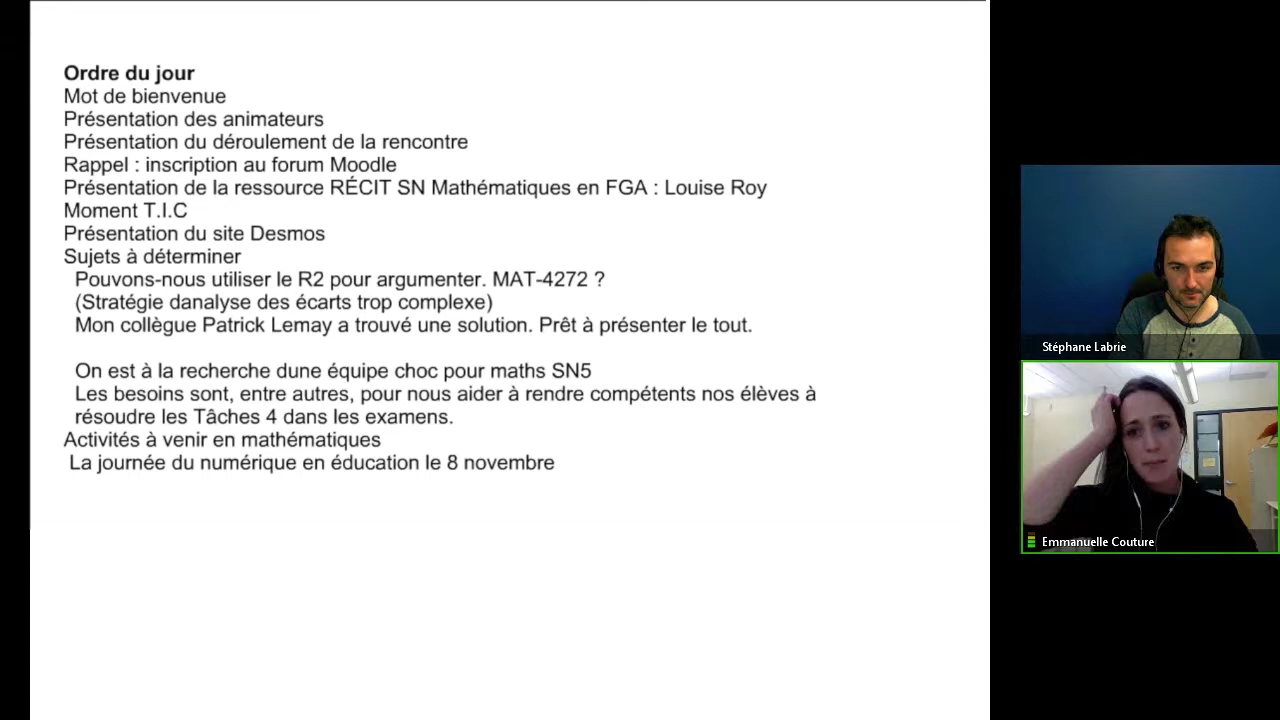 Ordre du jour
Mot de bienvenue
Présentation des animateurs
Présentation du déroulement de la rencontre
Rappel : inscription au forum Moodle
Présentation de la ressource RÉCIT SN Mathématiques en FGA : Louise Roy
Moment T.I.C
Présentation du site Desmos
Sujets à déterminer
Pouvons-nous utiliser le R2 pour argumenter. MAT-4272 ?
(Stratégie danalyse des écarts trop complexe)
Mon collègue Patrick Lemay a trouvé une solution. Prêt à présenter le tout.
On est à la recherche dune équipe choc pour maths SN5
Les besoins sont, entre autres, pour nous aider à rendre compétents nos élèves à
résoudre les Tâches 4 dans les examens.
Activités à venir en mathématiques
La journée du numérique en éducation le 8 novembre
Stéphane Labrie
Emmanuelle Couture